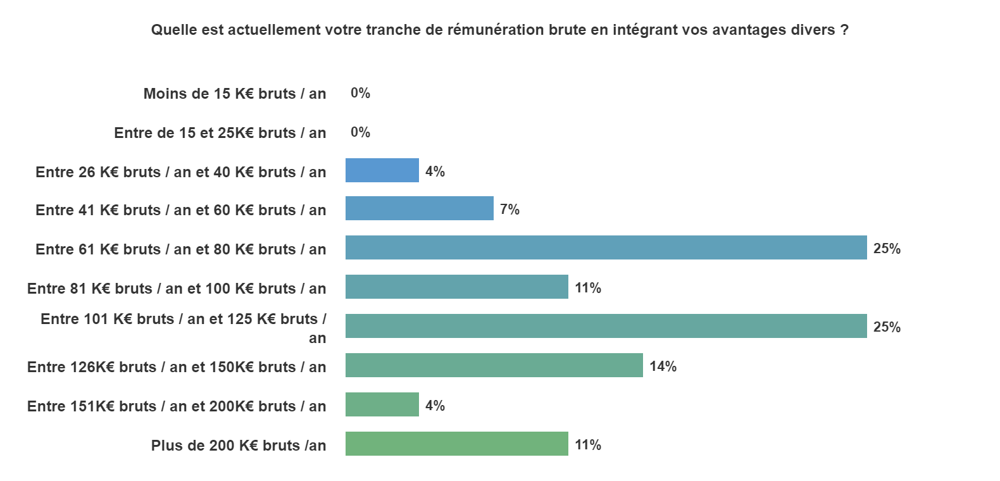 Quelle est actuellement votre tranche de rémunération brute en intégrant vos avantages divers ?
Moins de 15 K€ bruts / an 0%
Entre de 15 et 25K€ bruts / an 0%
Entre 26 K€ bruts / an et 40 K€ bruts / an 4%
Entre 41 K€ bruts / an et 60 K€ bruts / an 7%
Entre 61 K€ bruts / an et 80 K€ bruts / an 25%
Entre 81 K€ bruts / an et 100 K€ bruts / an 11%
Entre 101 K€ bruts / an et 125 K€ bruts /
an 25%
Entre 126K€ bruts / an et 150K€ bruts / an 14%
Entre 151K€ bruts / an et 200K€ bruts / an 4%
Plus de 200 K€ bruts /an 11%